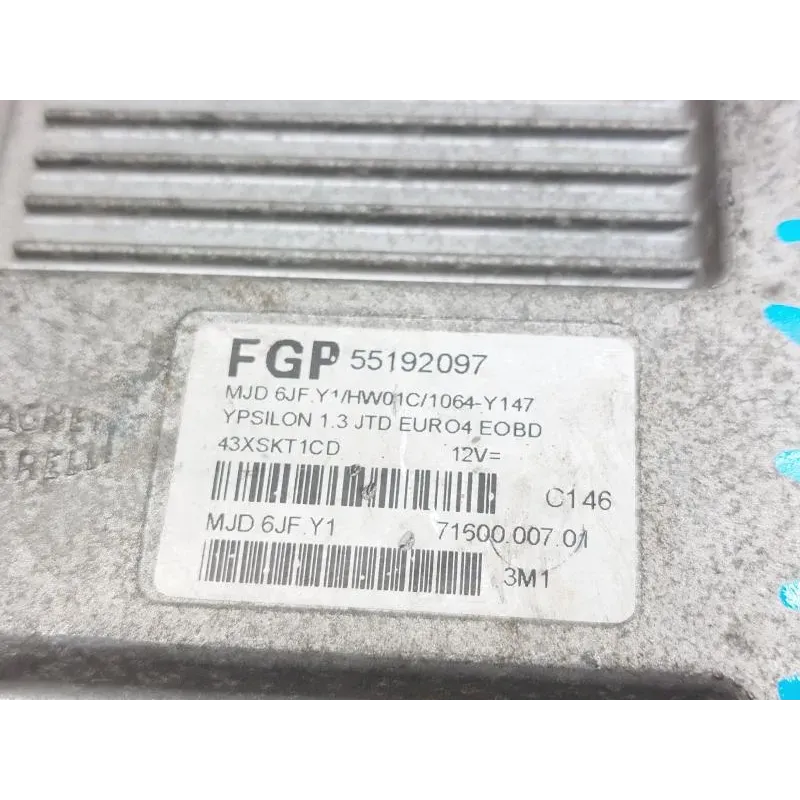 FGP 55192097
MJD 6JF.Y1/HW01C/1064-Y147
YPSILON 1.3 JTD EURO4 EOBD
43XSKT1CD 12V=
C146
MJD 6JF.Y1 71600.007.01
3M1
ARELLI